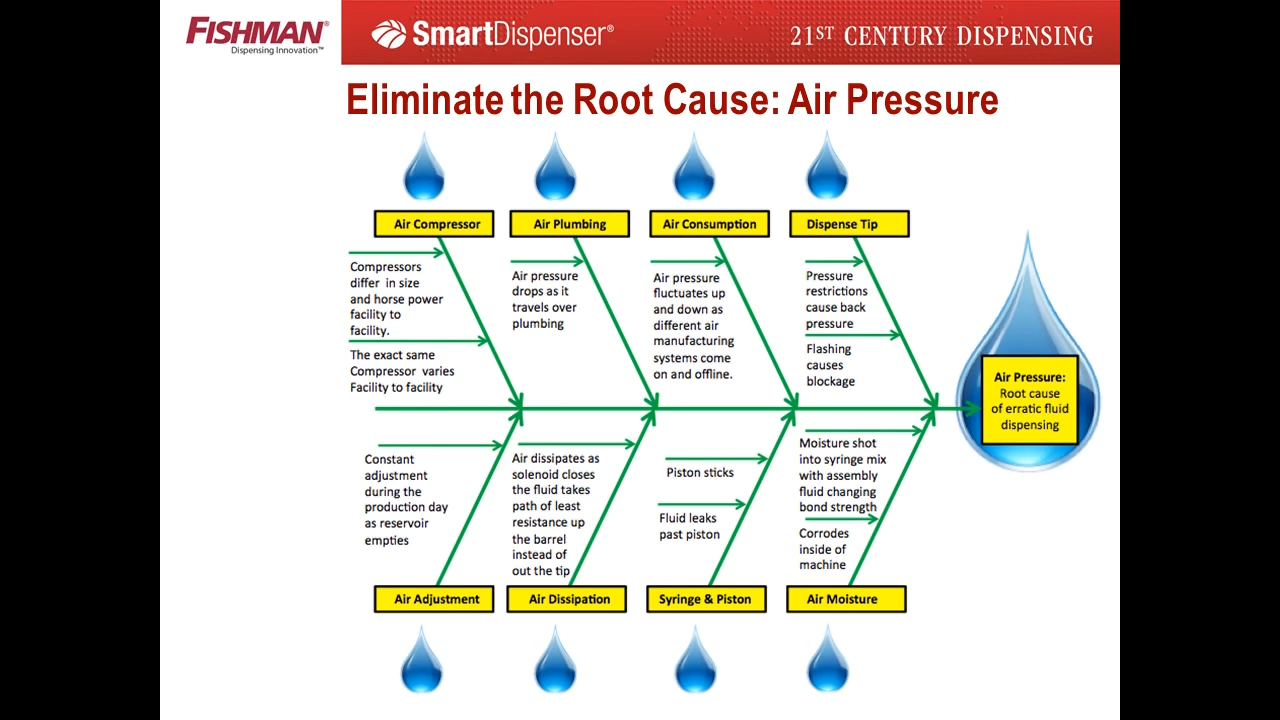 FISHMAN®
Dispensing Innovation™
SmartDispenser®
21ST CENTURY DISPENSING
Eliminate the Root Cause: Air Pressure
Air Compressor
Air Plumbing
Air Consumption
Dispense Tip
Compressors
differ in size
and horse power
facility to
facility.
The exact same
Compressor varies
Facility to facility
Air pressure
drops as it
travels over
plumbing
Air pressure
fluctuates up
and down as
different air
manufacturing
systems come
on and offline.
Pressure
restrictions
cause back
pressure
Flashing
causes
blockage
Air Pressure:
Root cause
of erratic fluid
dispensing
Constant
adjustment
during the
production day
as reservoir
empties
Air dissipates as
solenoid closes
the fluid takes
path of least
resistance up
the barrel
instead of
out the tip
Piston sticks
Fluid leaks
past piston
Moisture shot
into syringe mix
with assembly
fluid changing
bond strength
Corrodes
inside of
machine
Air Adjustment
Air Dissipation
Syringe & Piston
Air Moisture